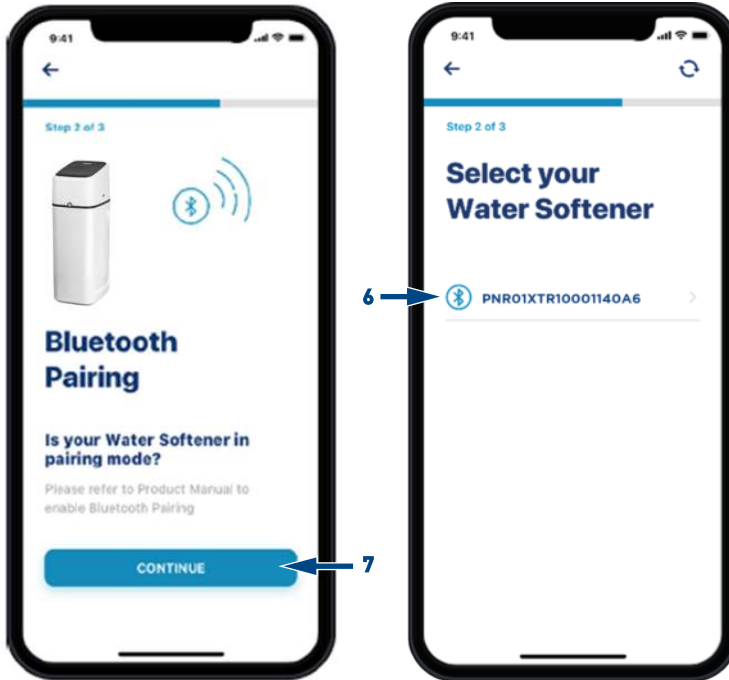 9:41
Step 2 of 3
Bluetooth
Pairing
Is your Water Softener in
pairing mode?
Please refer to Product Manual to
enable Bluetooth Pairing
CONTINUE
7
9:41
Step 2 of 3
Select your
Water Softener
6
PNR01XTR10001140A6